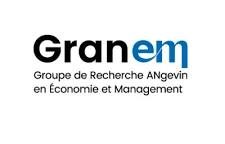 Granem
Groupe de Recherche ANgevin
en Économie et Management